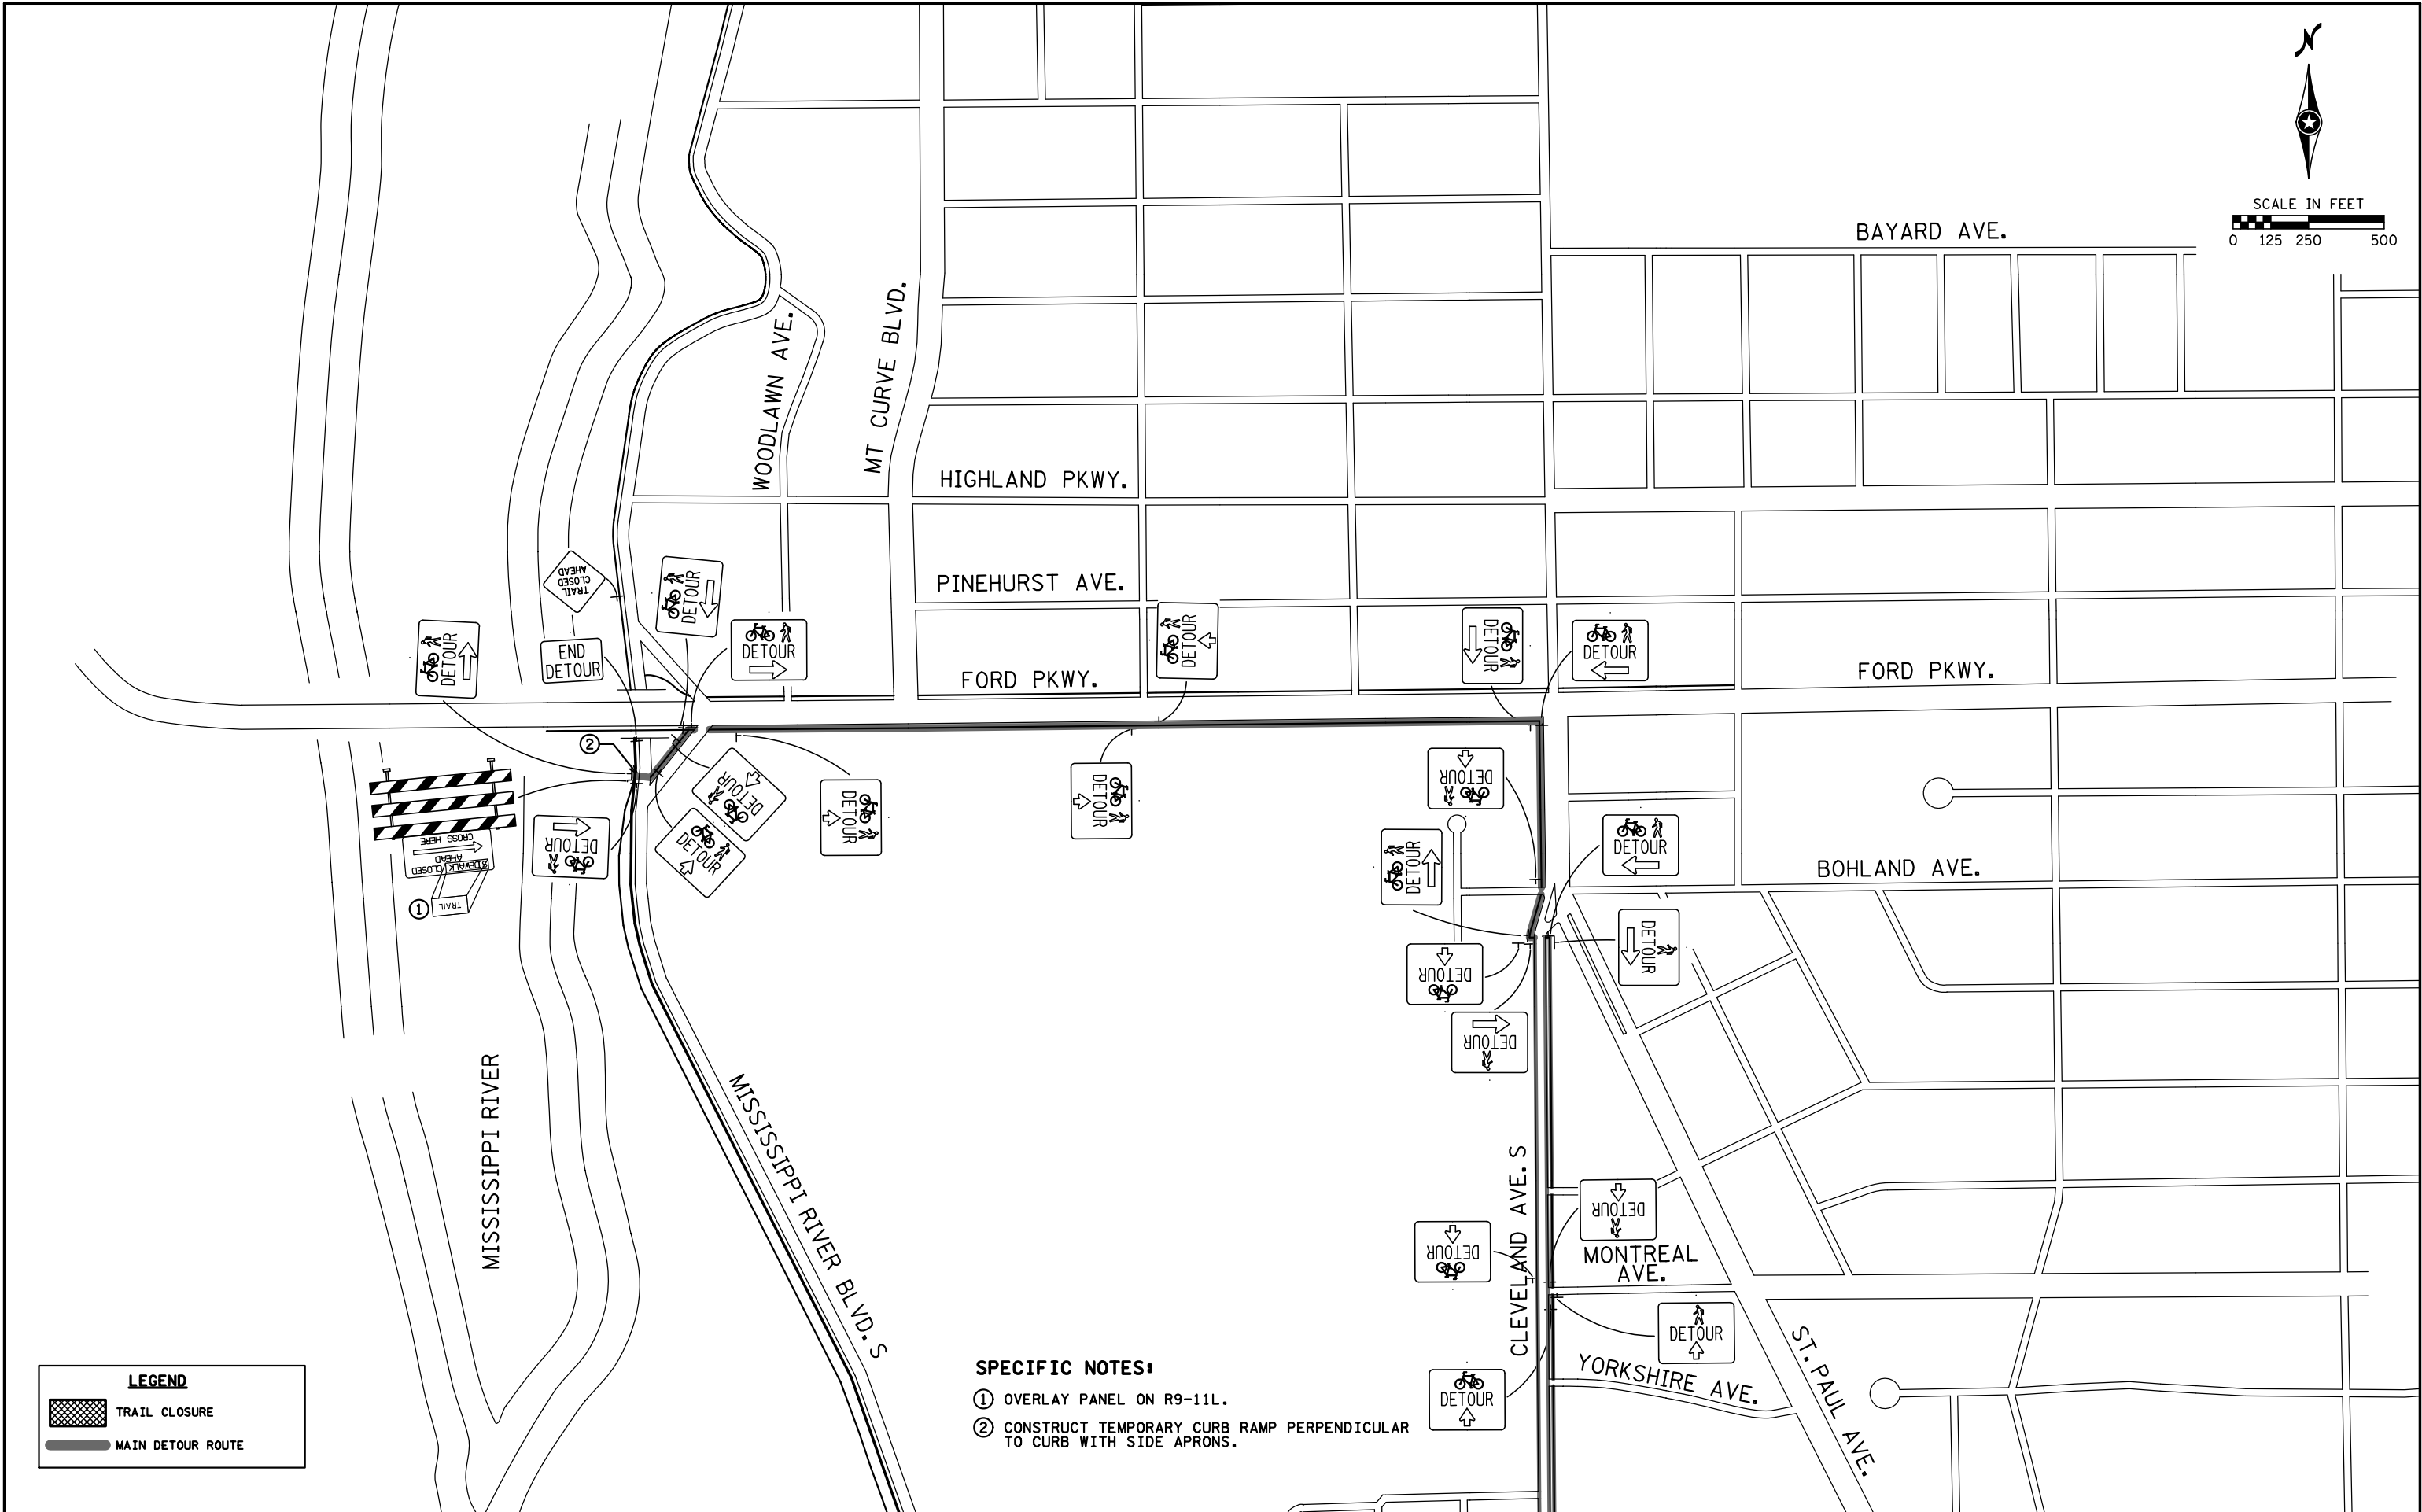 N
SCALE IN FEET
0 125 250 500
BAYARD AVE.
WOODLAWN AVE.
MT CURVE BLVD.
HIGHLAND PKWY.
PINEHURST AVE.
TRAIL
CLOSED
AHEAD
DETOUR
DETOUR
END
DETOUR
DETOUR
DETOUR
DETOUR
DETOUR
FORD PKWY.
FORD PKWY.
2
DETOUR
DETOUR
DETOUR
DETOUR
DETOUR
DETOUR
TRAIL
SIDEWALK CLOSED
AHEAD
CROSS HERE
1
DETOUR
DETOUR
DETOUR
BOHLAND AVE.
DETOUR
DETOUR
DETOUR
MISSISSIPPI RIVER
MISSISSIPPI RIVER BLVD. S
CLEVELAND AVE. S
DETOUR
DETOUR
MONTREAL
AVE.
DETOUR
DETOUR
YORKSHIRE AVE.
ST. PAUL AVE.
LEGEND
TRAIL CLOSURE
MAIN DETOUR ROUTE
SPECIFIC NOTES:
1 OVERLAY PANEL ON R9-11L.
2 CONSTRUCT TEMPORARY CURB RAMP PERPENDICULAR
TO CURB WITH SIDE APRONS.